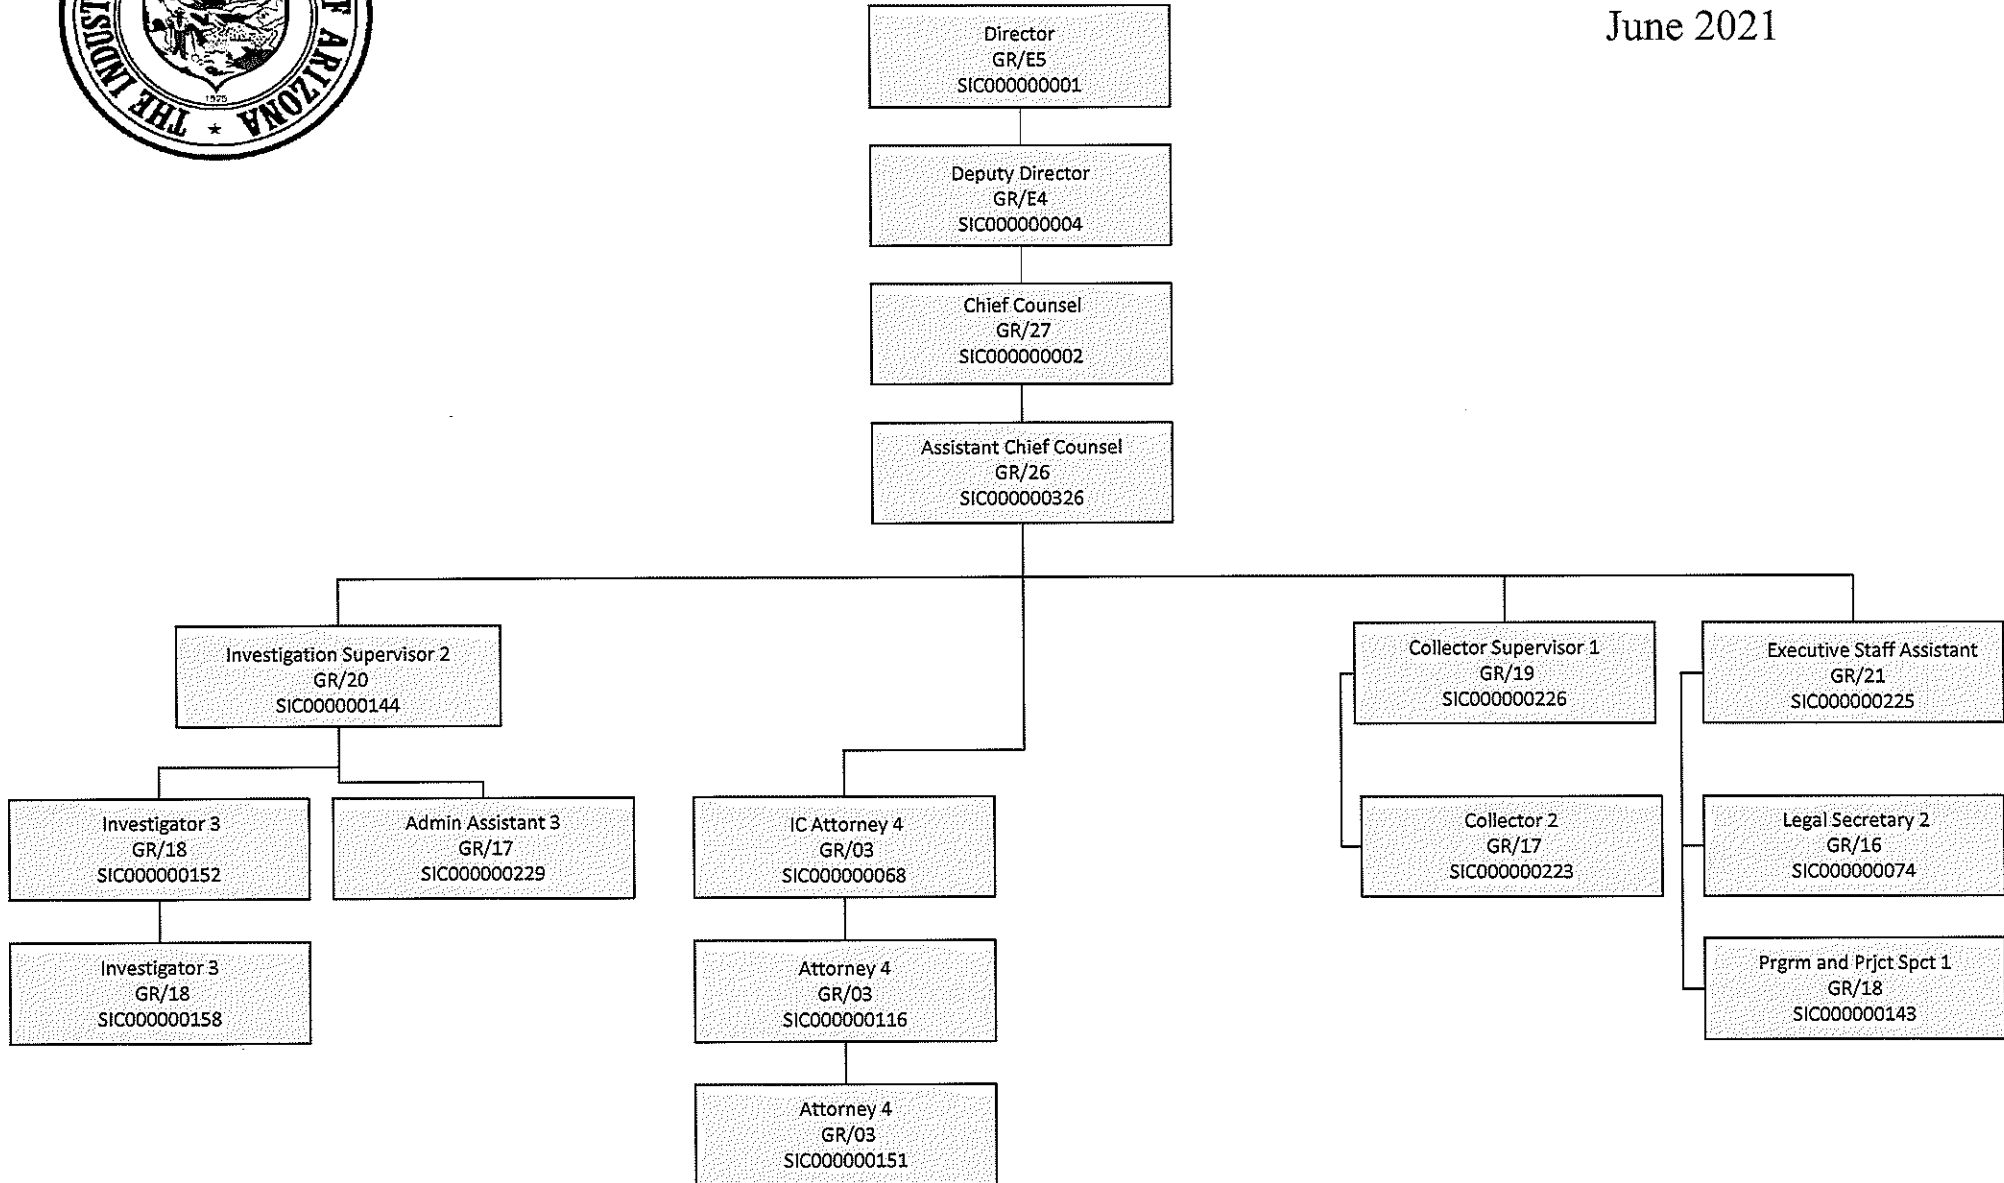 THE INDUST
F ARIZONA
★
1975
June 2021
Director
GR/E5
SIC000000001
Deputy Director
GR/E4
SIC000000004
Chief Counsel
GR/27
SIC000000002
Assistant Chief Counsel
GR/26
SIC000000326
Investigation Supervisor 2
GR/20
SIC000000144
Collector Supervisor 1
GR/19
SIC000000226
Executive Staff Assistant
GR/21
SIC000000225
Investigator 3
GR/18
SIC000000152
Admin Assistant 3
GR/17
SIC000000229
IC Attorney 4
GR/03
SIC000000068
Collector 2
GR/17
SIC000000223
Legal Secretary 2
GR/16
SIC000000074
Investigator 3
GR/18
SIC000000158
Attorney 4
GR/03
SIC000000116
Prgrm and Prjct Spct 1
GR/18
SIC000000143
Attorney 4
GR/03
SIC000000151